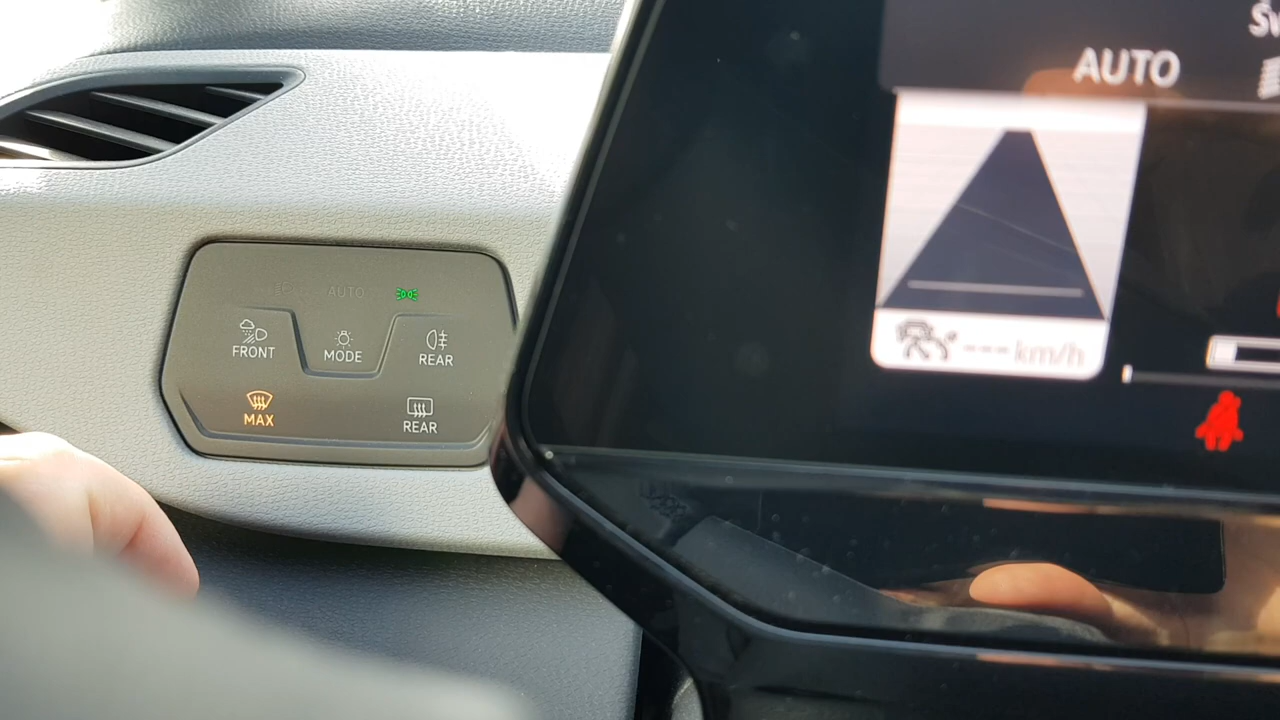 AUTO
FRONT
MODE
REAR
MAX
REAR
AUTO
--- km/h